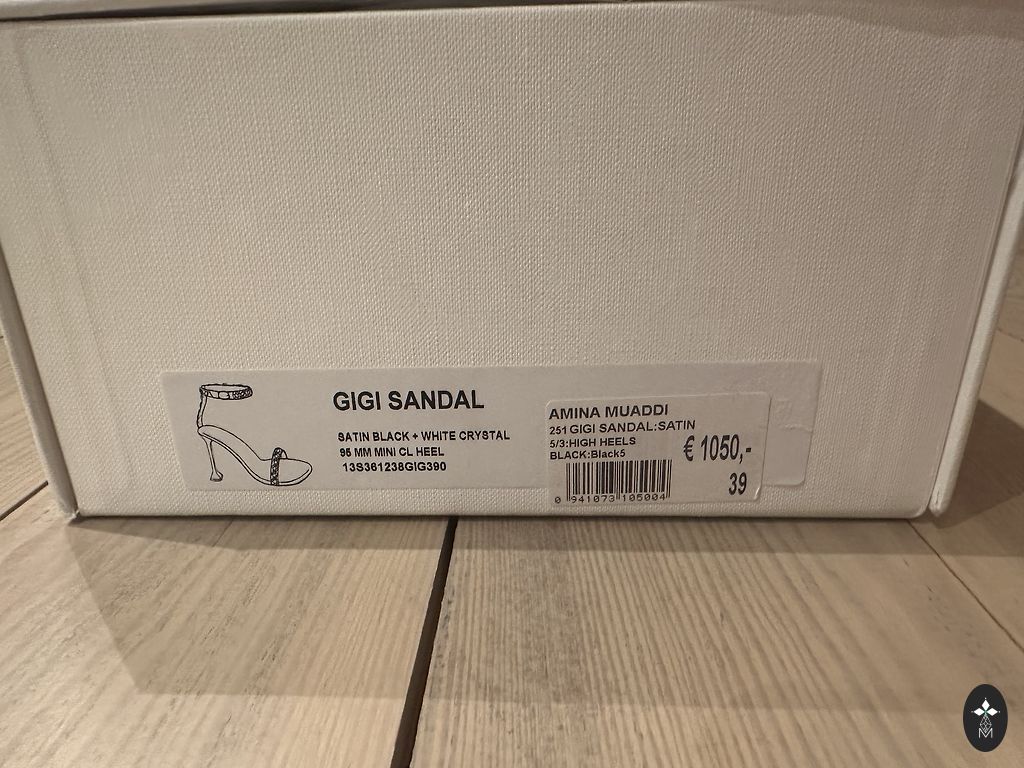 GIGI SANDAL
SATIN BLACK + WHITE CRYSTAL
95 MM MINI CL HEEL
13S361238GIG390
AMINA MUADDI
251 GIGI SANDAL:SATIN
5/3:HIGH HEELS
BLACK:Black5
€ 1050,-
0 941073 105004
39
M